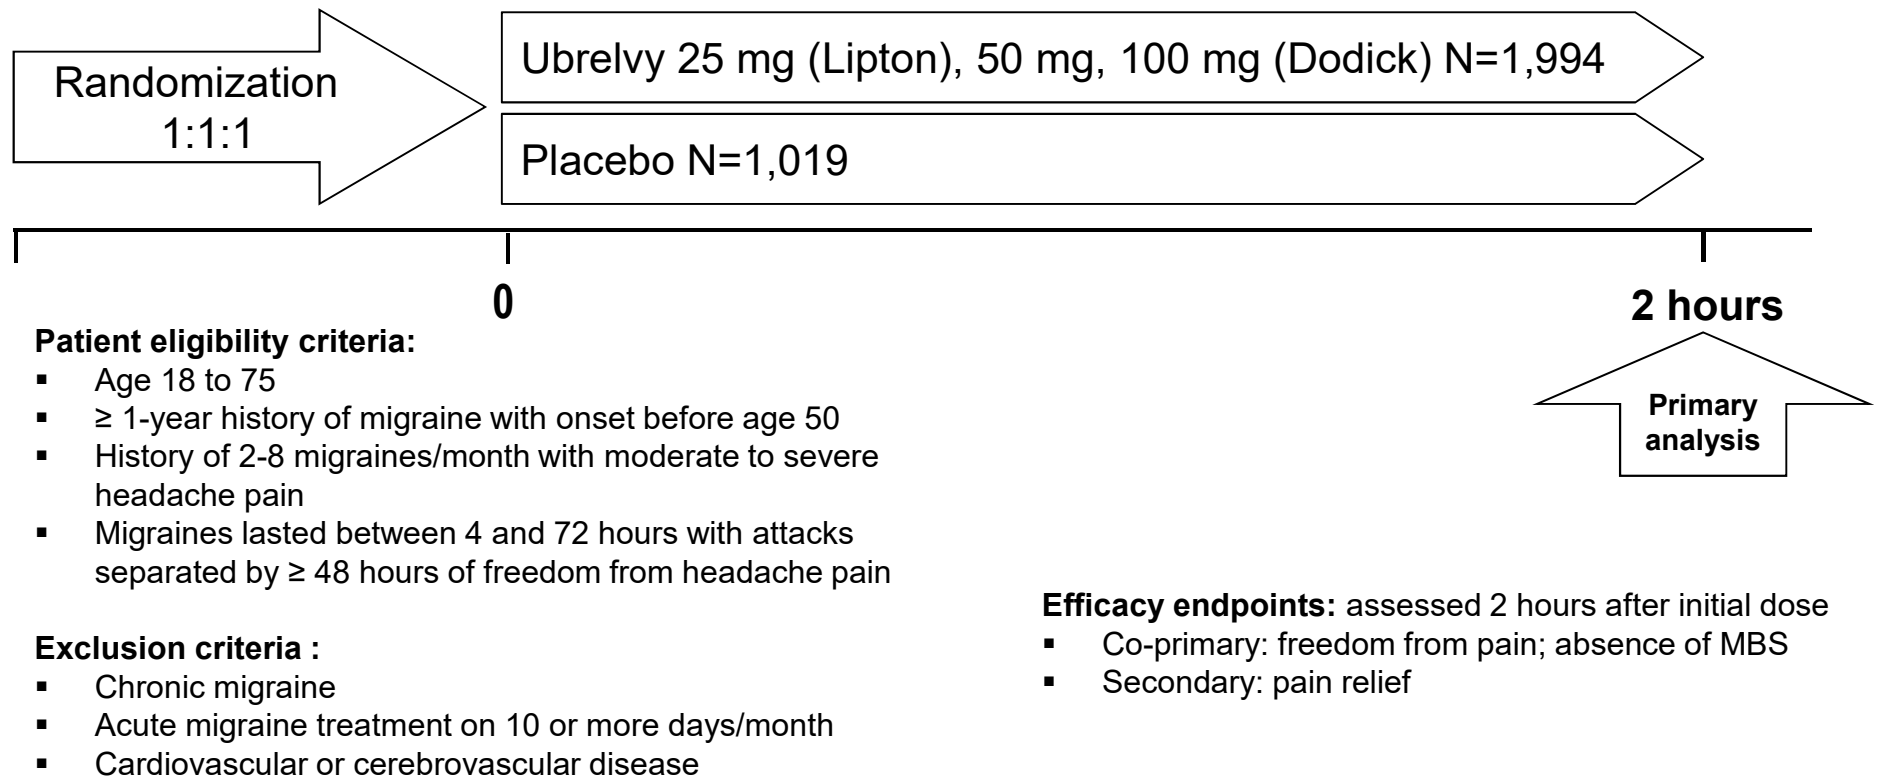 Randomization
1:1:1
Ubrelvy 25 mg (Lipton), 50 mg, 100 mg (Dodick) N=1,994
Placebo N=1,019
0
2 hours
Primary
analysis
Patient eligibility criteria:
▪ Age 18 to 75
▪ ≥ 1-year history of migraine with onset before age 50
▪ History of 2-8 migraines/month with moderate to severe
headache pain
▪ Migraines lasted between 4 and 72 hours with attacks
separated by ≥ 48 hours of freedom from headache pain
Exclusion criteria :
▪ Chronic migraine
▪ Acute migraine treatment on 10 or more days/month
▪ Cardiovascular or cerebrovascular disease
Efficacy endpoints: assessed 2 hours after initial dose
▪ Co-primary: freedom from pain; absence of MBS
▪ Secondary: pain relief